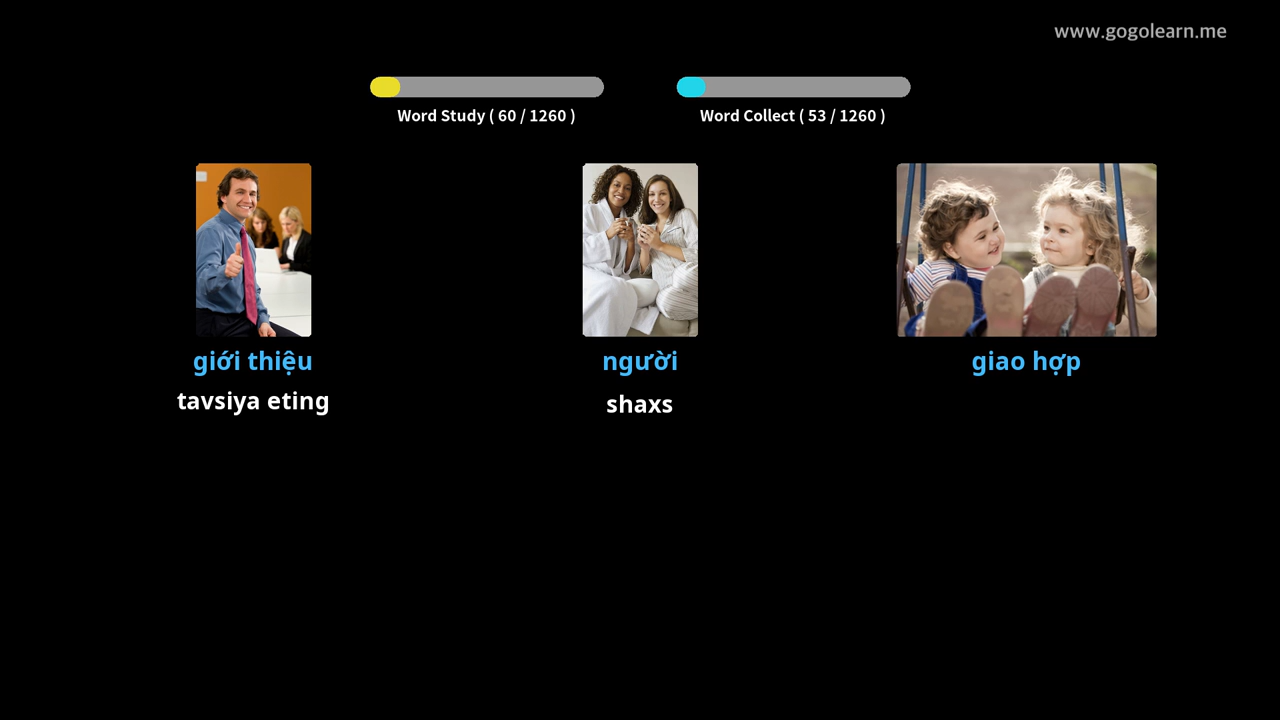 www.gogolearn.me
Word Study ( 60 / 1260 )
Word Collect ( 53 / 1260 )
giới thiệu
người
giao hợp
tavsiya eting
shaxs